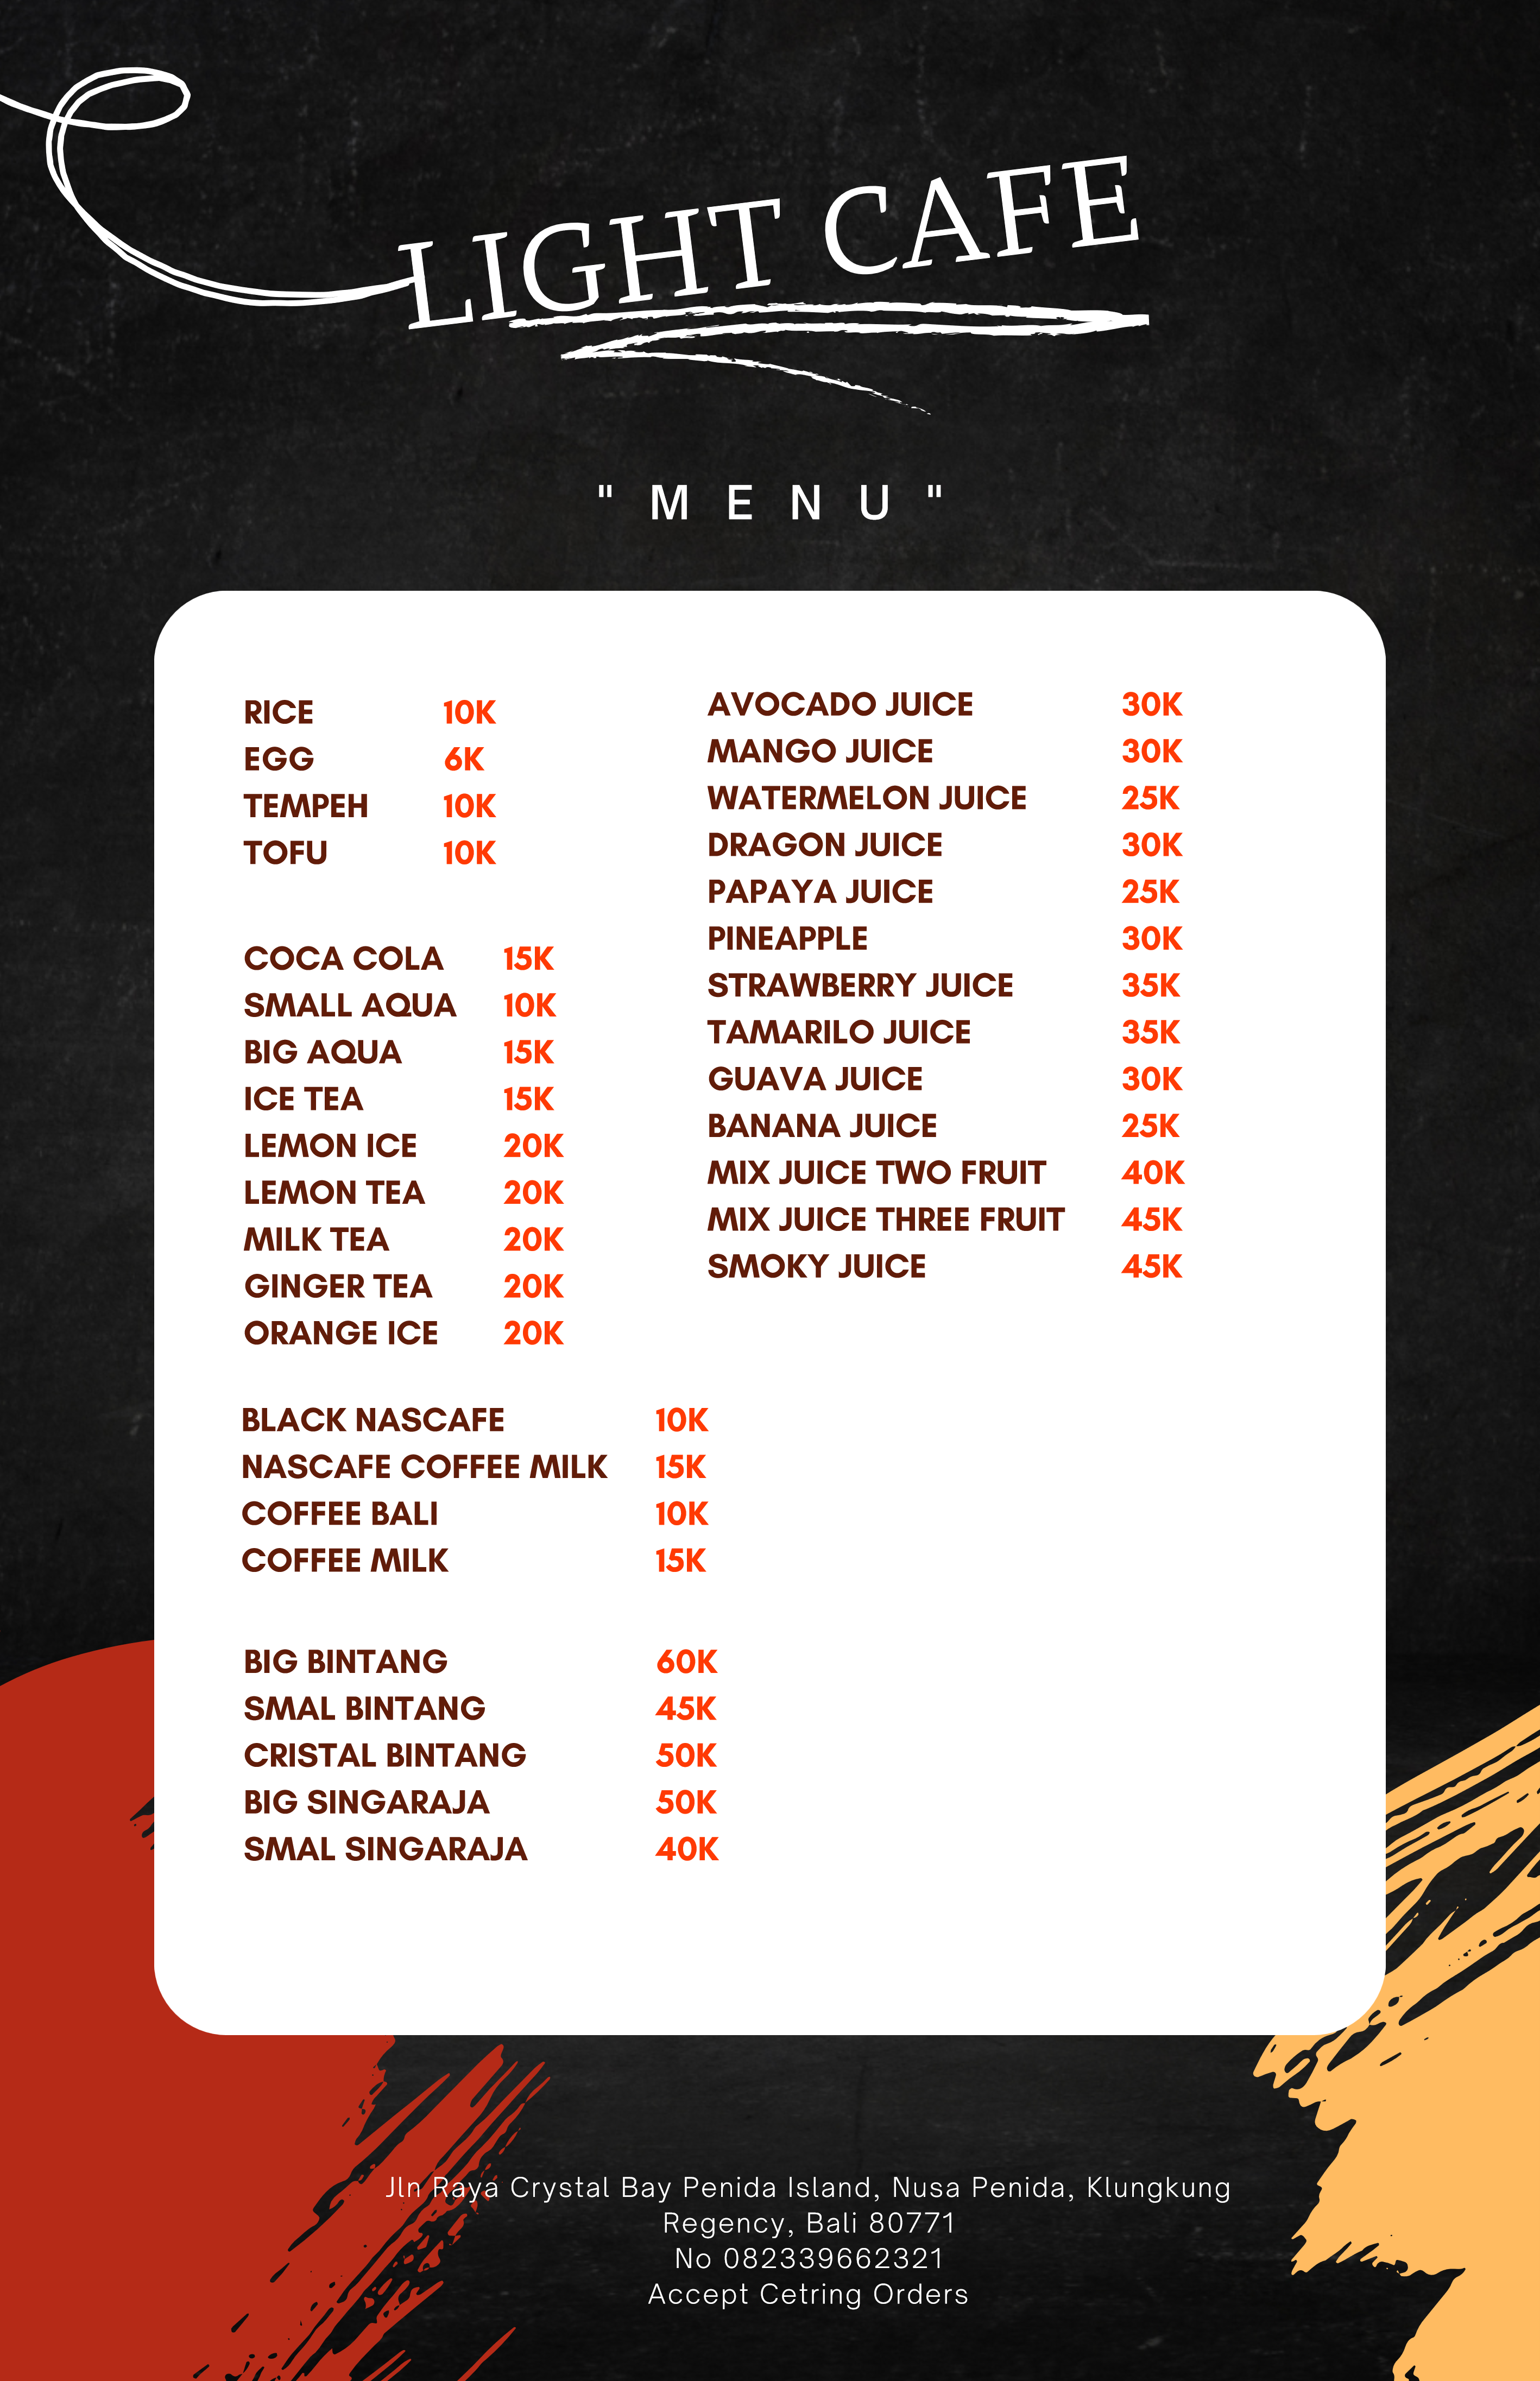 LIGHT CAFE
" M E N U "
RICE 10K
EGG 6K
TEMPEH 10K
TOFU 10K
COCA COLA 15K
SMALL AQUA 10K
BIG AQUA 15K
ICE TEA 15K
LEMON ICE 20K
LEMON TEA 20K
MILK TEA 20K
GINGER TEA 20K
ORANGE ICE 20K
BLACK NASCAFE 10K
NASCAFE COFFEE MILK 15K
COFFEE BALI 10K
COFFEE MILK 15K
BIG BINTANG 60K
SMAL BINTANG 45K
CRISTAL BINTANG 50K
BIG SINGARAJA 50K
SMAL SINGARAJA 40K
AVOCADO JUICE 30K
MANGO JUICE 30K
WATERMELON JUICE 25K
DRAGON JUICE 30K
PAPAYA JUICE 25K
PINEAPPLE 30K
STRAWBERRY JUICE 35K
TAMARILO JUICE 35K
GUAVA JUICE 30K
BANANA JUICE 25K
MIX JUICE TWO FRUIT 40K
MIX JUICE THREE FRUIT 45K
SMOKY JUICE 45K
Jln Raya Crystal Bay Penida Island, Nusa Penida, Klungkung
Regency, Bali 80771
No 082339662321
Accept Cetring Orders